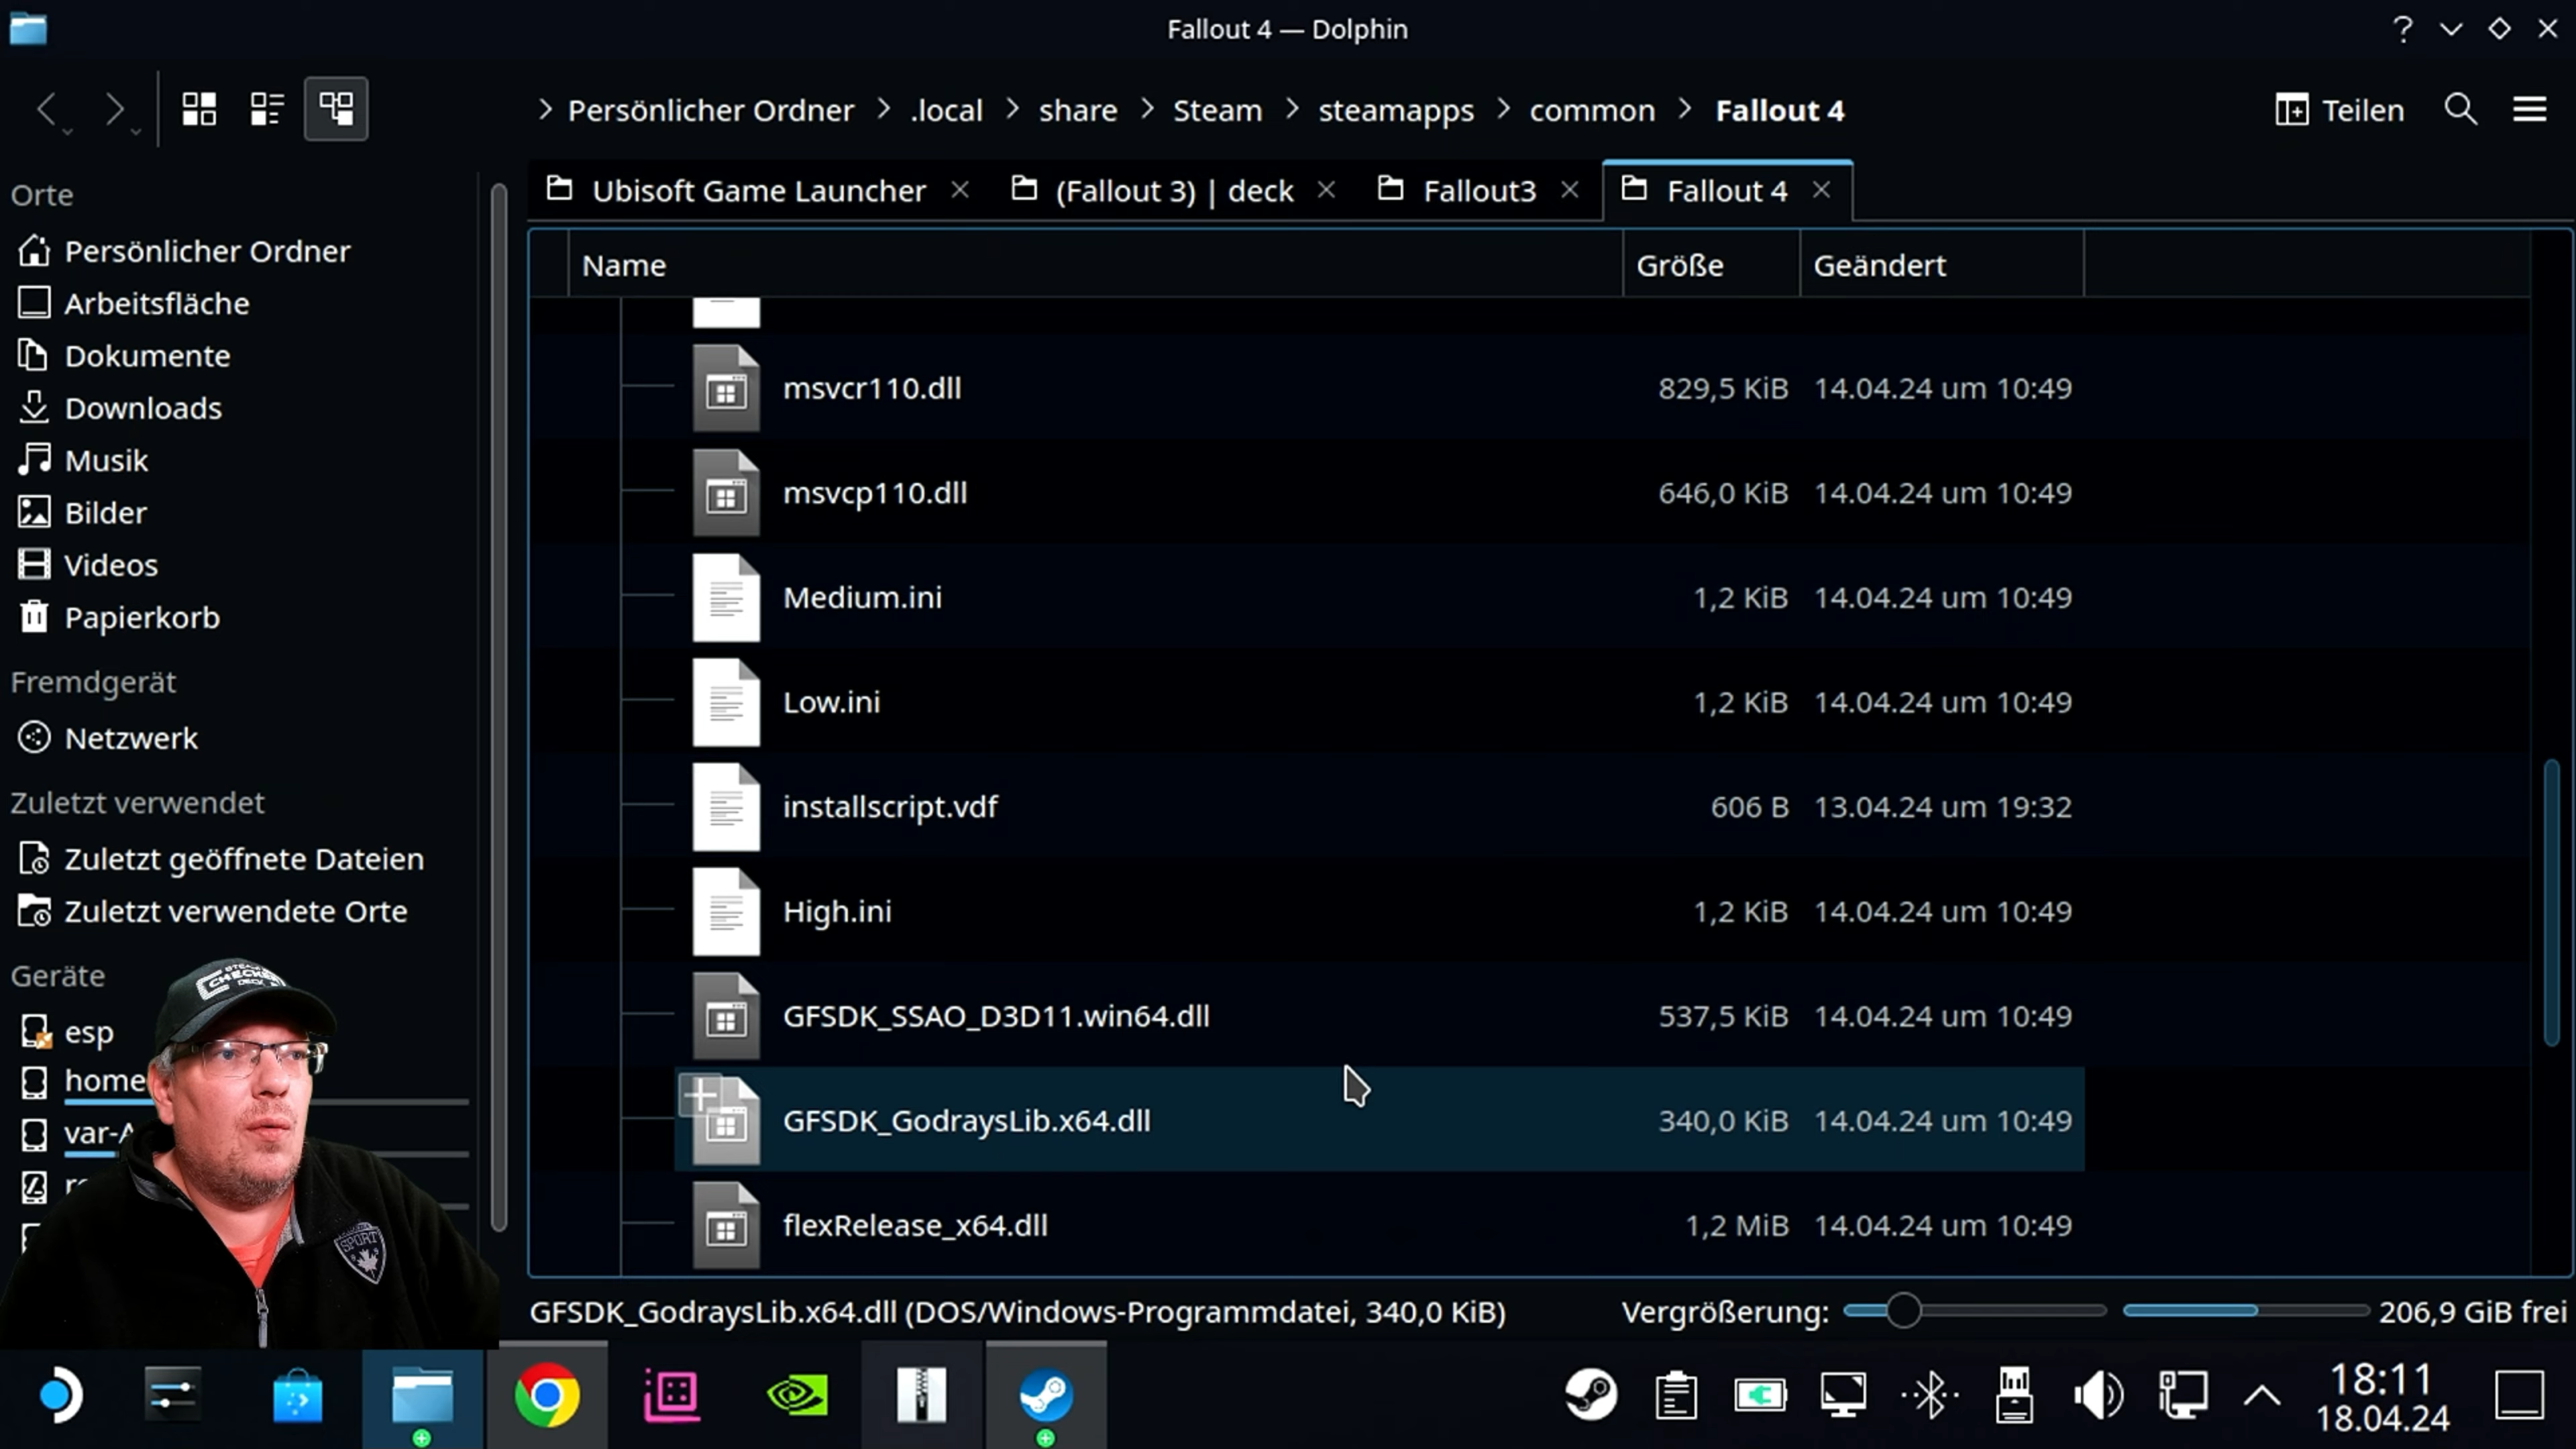 Fallout 4 — Dolphin
Persönlicher Ordner > .local > share > Steam > steamapps > common > Fallout 4
Teilen
Ubisoft Game Launcher
(Fallout 3) | deck
Fallout3
Fallout 4
Orte
Persönlicher Ordner
Arbeitsfläche
Dokumente
Downloads
Musik
Bilder
Videos
Papierkorb
Fremdgerät
Netzwerk
Zuletzt verwendet
Zuletzt geöffnete Dateien
Zuletzt verwendete Orte
Geräte
esp
home
Name Größe Geändert
msvcr110.dll 829,5 KiB 14.04.24 um 10:49
msvcp110.dll 646,0 KiB 14.04.24 um 10:49
Medium.ini 1,2 KiB 14.04.24 um 10:49
Low.ini 1,2 KiB 14.04.24 um 10:49
installscript.vdf 606 B 13.04.24 um 19:32
High.ini 1,2 KiB 14.04.24 um 10:49
GFSDK_SSAO_D3D11.win64.dll 537,5 KiB 14.04.24 um 10:49
GFSDK_GodraysLib.x64.dll 340,0 KiB 14.04.24 um 10:49
flexRelease_x64.dll 1,2 MiB 14.04.24 um 10:49
CHECKER
DECK
SPORT
GFSDK_GodraysLib.x64.dll (DOS/Windows-Programmdatei, 340,0 KiB)
Vergrößerung:
206,9 GiB frei
18:11
18.04.24